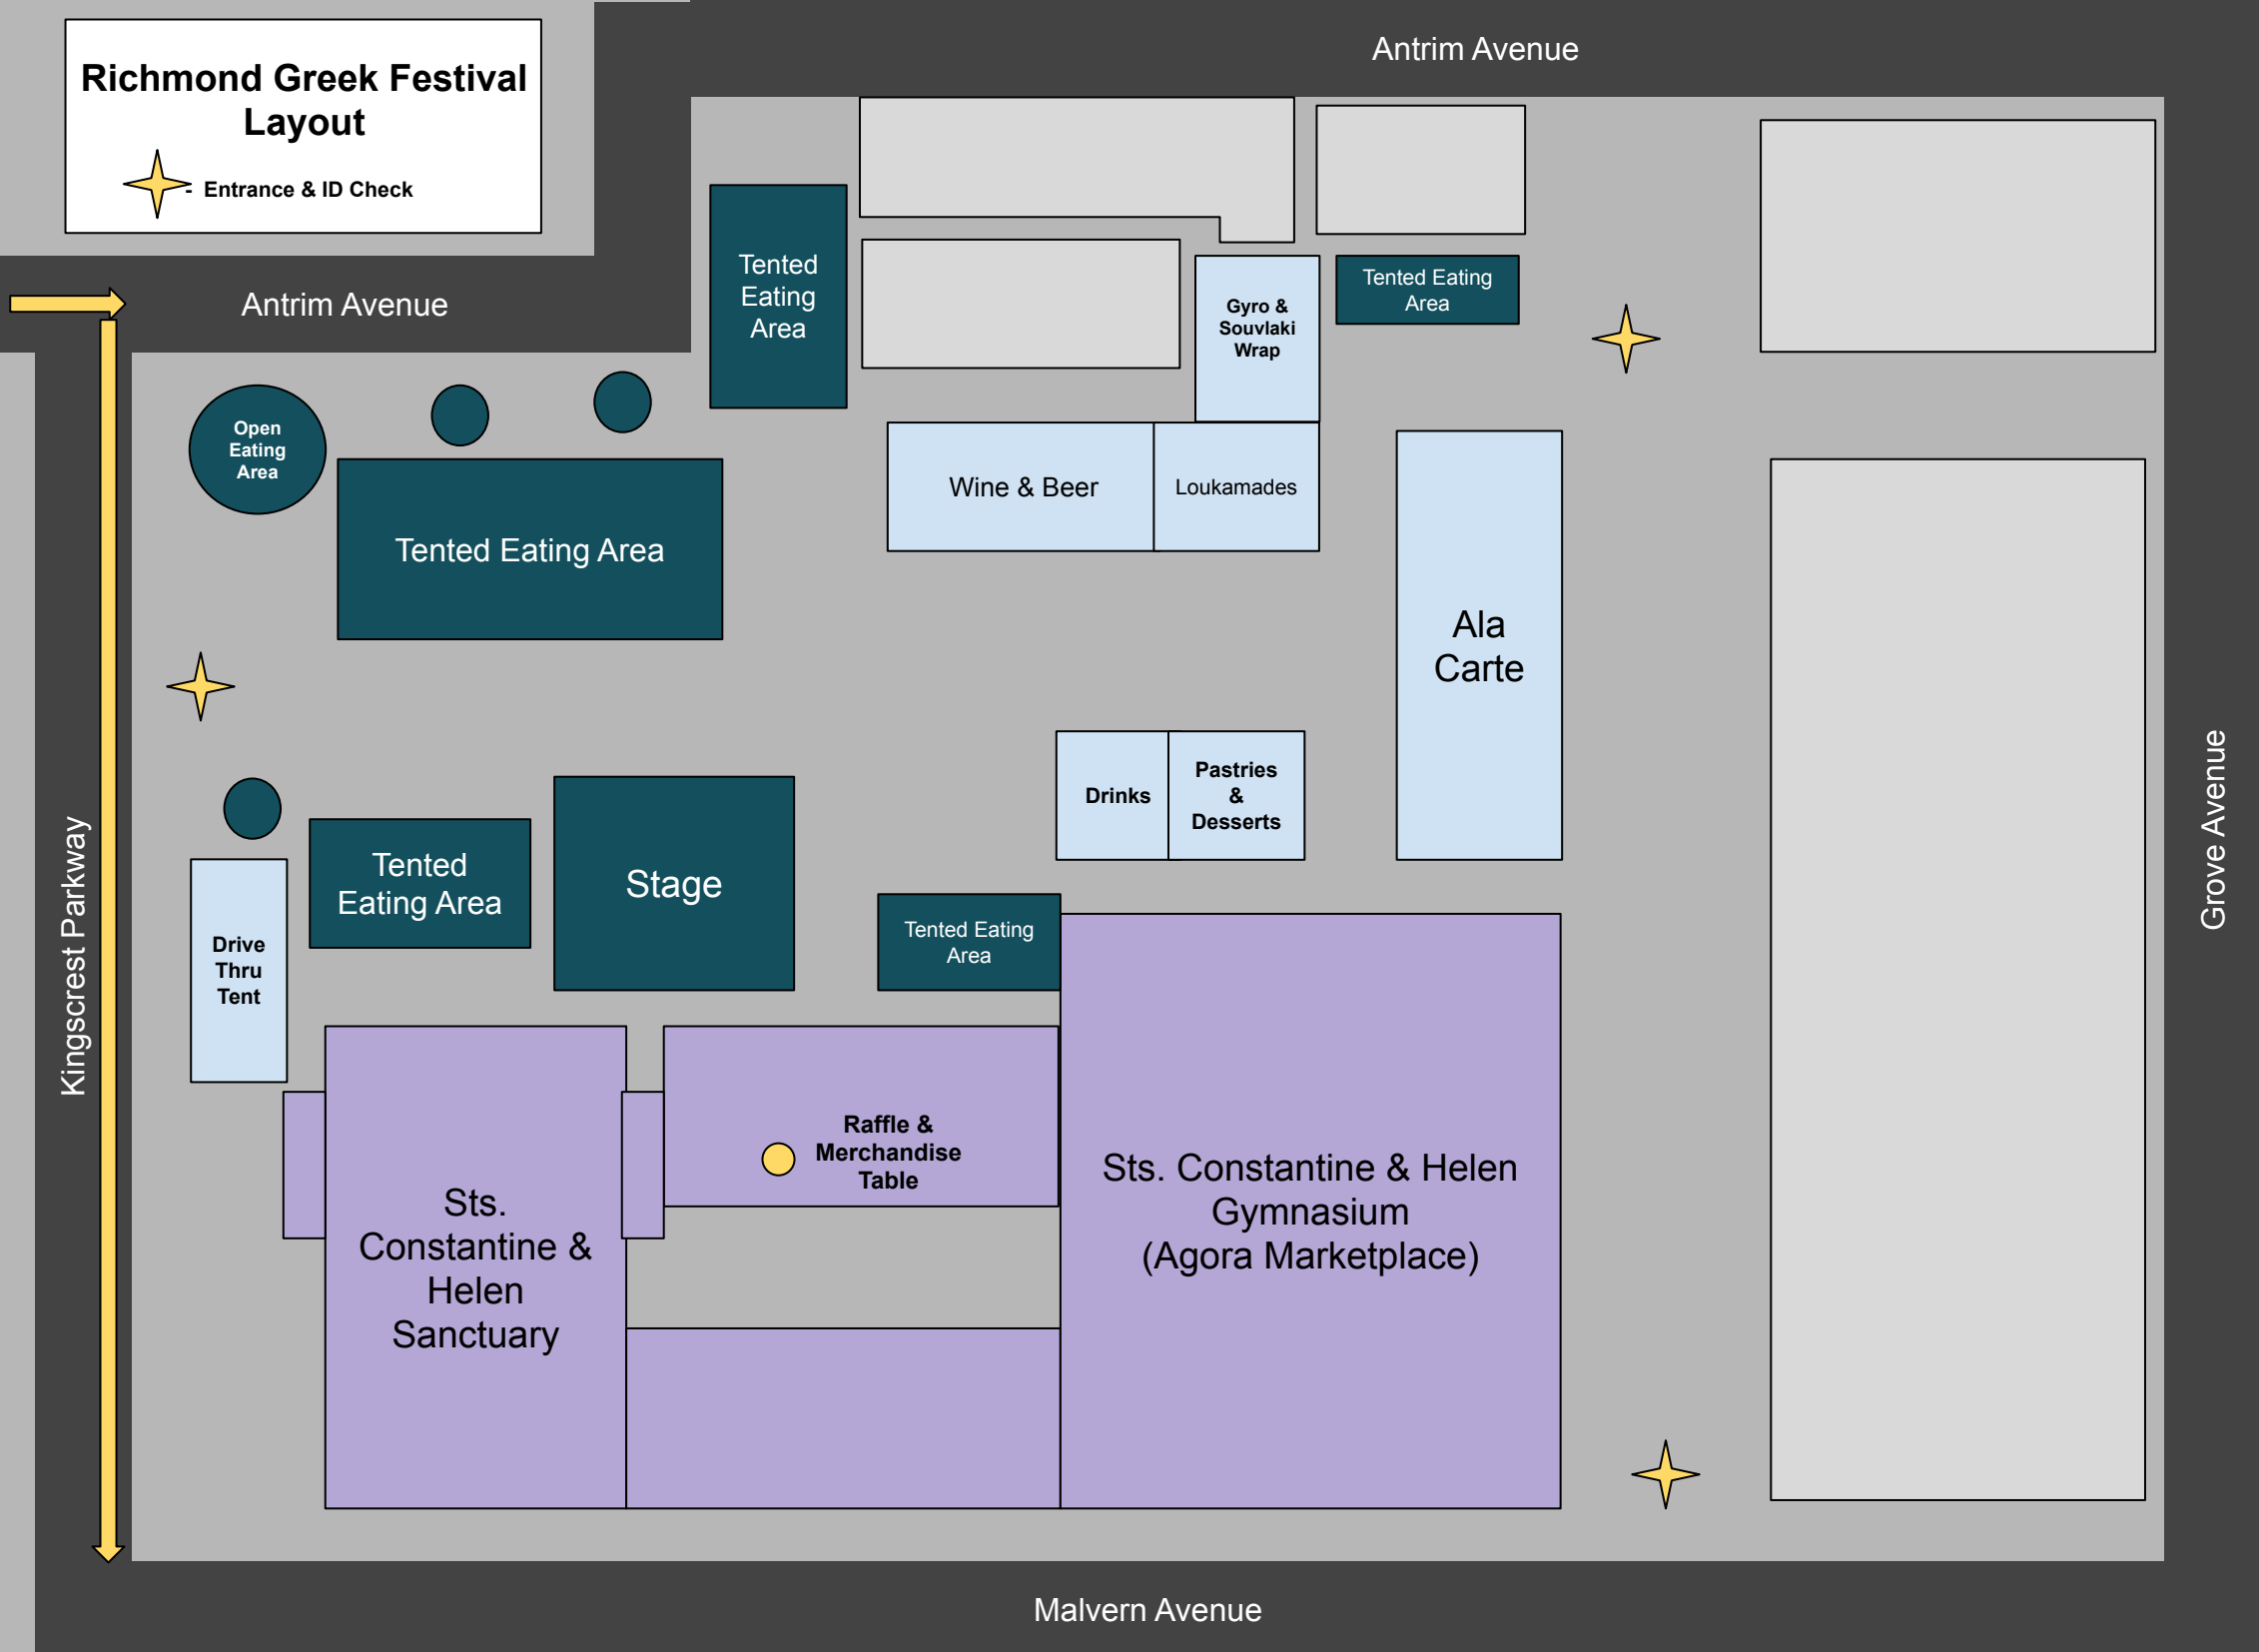 Richmond Greek Festival
Layout
- Entrance & ID Check
Antrim Avenue
Antrim Avenue
Tented
Eating
Area
Gyro &
Souvlaki
Wrap
Tented Eating
Area
Open
Eating
Area
Tented Eating Area
Wine & Beer
Loukamades
Ala
Carte
Drinks
Pastries
&
Desserts
Grove Avenue
Kingscrest Parkway
Tented
Eating Area
Stage
Tented Eating
Area
Drive
Thru
Tent
Raffle &
Merchandise
Table
Sts.
Constantine &
Helen
Sanctuary
Sts. Constantine & Helen
Gymnasium
(Agora Marketplace)
Malvern Avenue